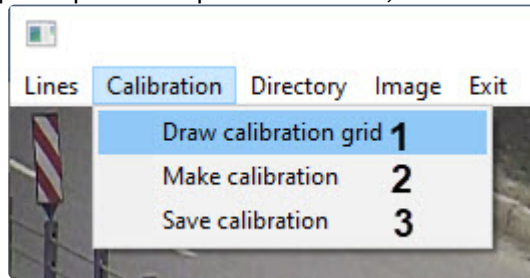 Lines Calibration Directory Image Exit
Draw calibration grid 1
Make calibration 2
Save calibration 3